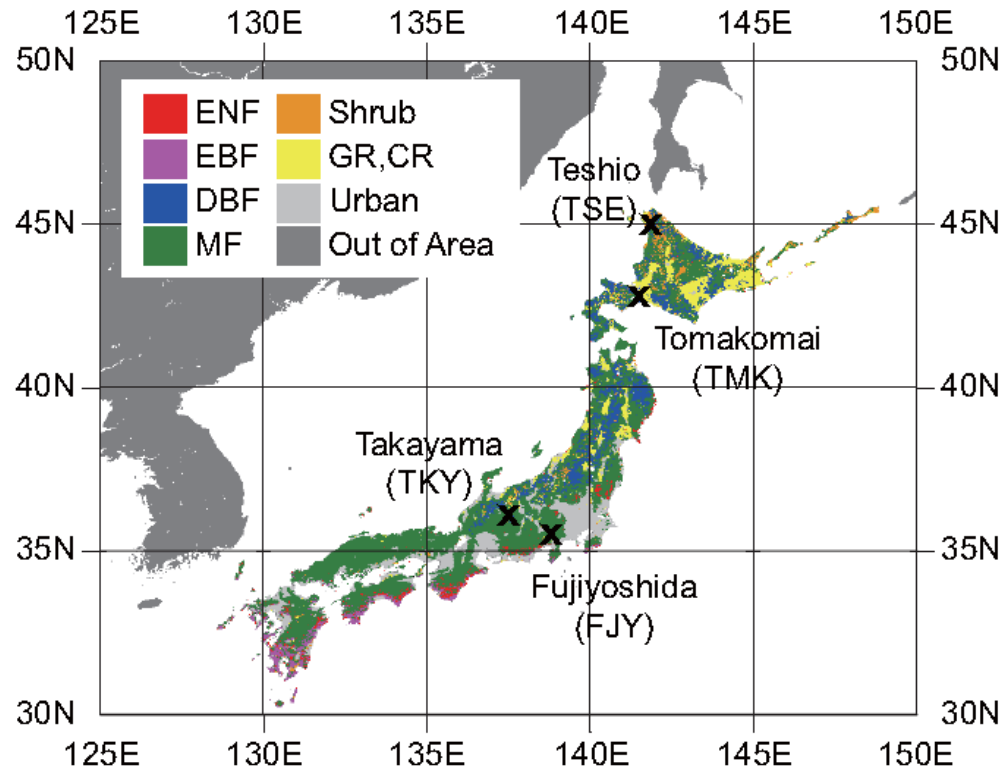 125E 130E 135E 140E 145E 150E
50N 50N
ENF Shrub
EBF GR,CR
DBF Urban
MF Out of Area
Teshio
(TSE)
45N 45N
Tomakomai
(TMK)
40N 40N
Takayama
(TKY)
35N 35N
Fujiyoshida
(FJY)
30N 30N
125E 130E 135E 140E 145E 150E